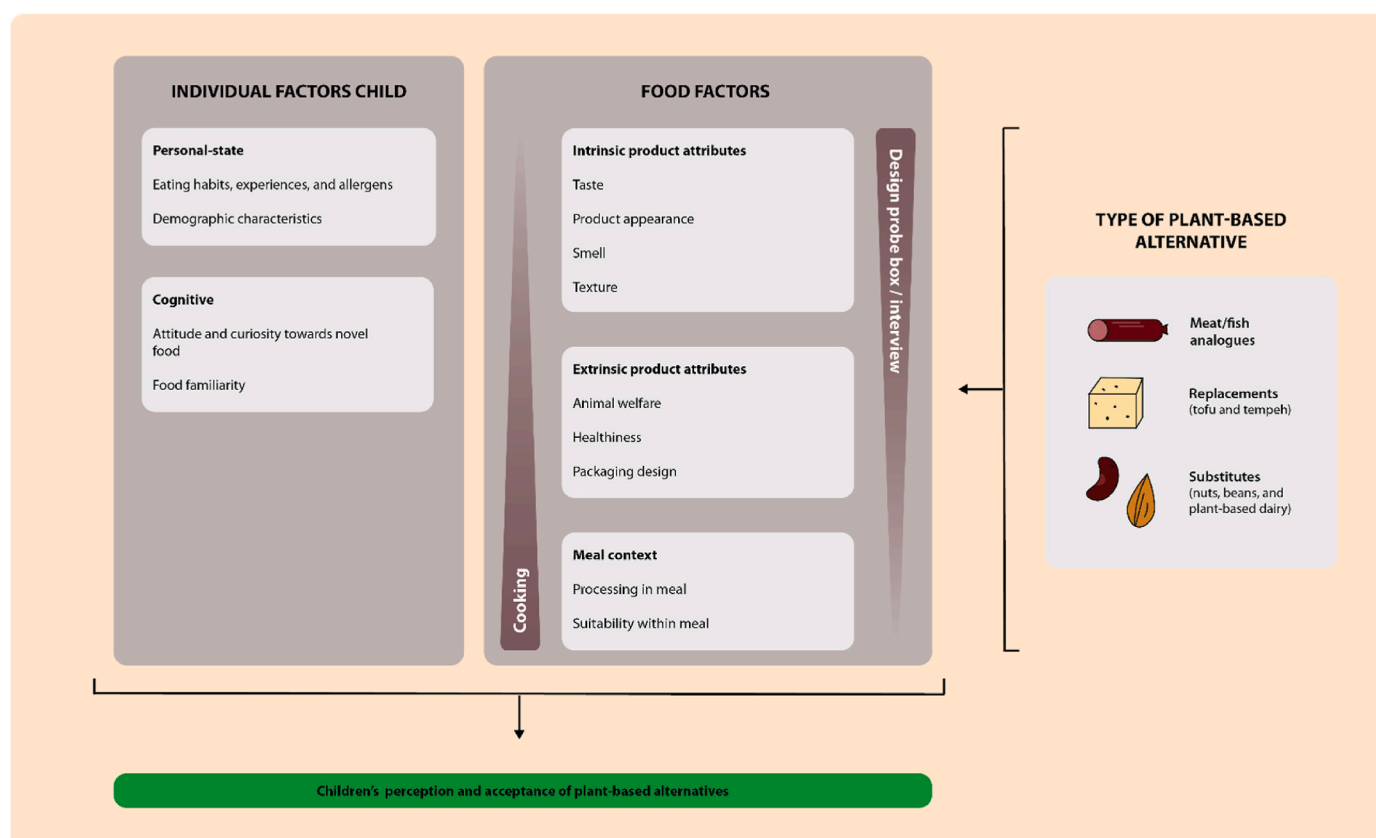 INDIVIDUAL FACTORS CHILD
Personal-state
Eating habits, experiences, and allergens
Demographic characteristics
Cognitive
Attitude and curiosity towards novel
food
Food familiarity
FOOD FACTORS
Cooking
Intrinsic product attributes
Taste
Product appearance
Smell
Texture
Extrinsic product attributes
Animal welfare
Healthiness
Packaging design
Meal context
Processing in meal
Suitability within meal
Design probe box / interview
TYPE OF PLANT-BASED
ALTERNATIVE
Meat/fish
analogues
Replacements
(tofu and tempeh)
Substitutes
(nuts, beans, and
plant-based dairy)
Children's perception and acceptance of plant-based alternatives